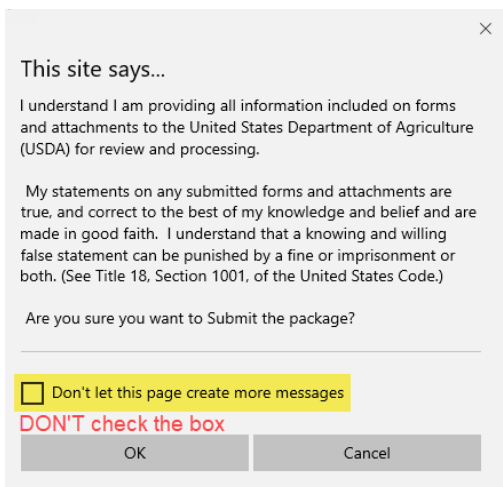 This site says...
I understand I am providing all information included on forms
and attachments to the United States Department of Agriculture
(USDA) for review and processing.
My statements on any submitted forms and attachments are
true, and correct to the best of my knowledge and belief and are
made in good faith.  I understand that a knowing and willing
false statement can be punished by a fine or imprisonment or
both. (See Title 18, Section 1001, of the United States Code.)
Are you sure you want to Submit the package?
Don't let this page create more messages
DON'T check the box
OK
Cancel